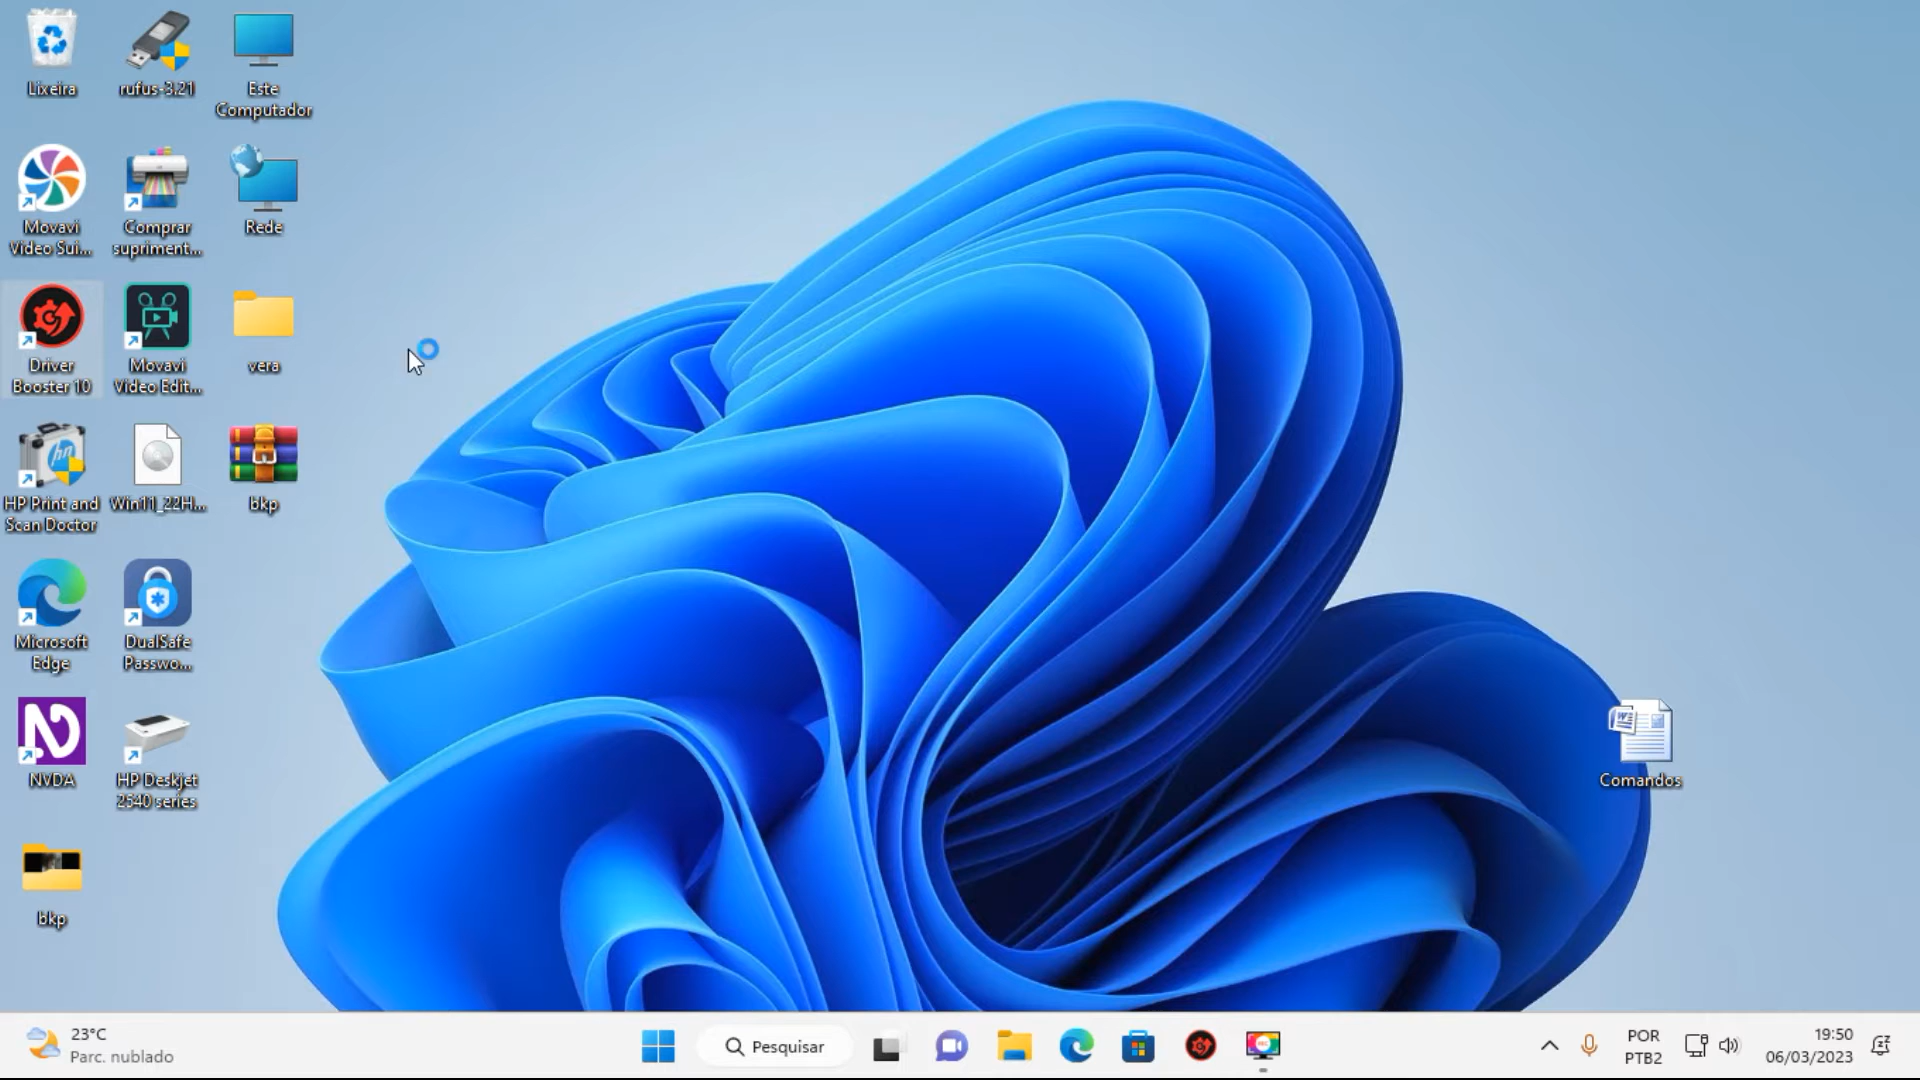 Lixeira
rufus-3.21
Este
Computador
Movavi
Video Sui...
Comprar
supriment...
Rede
Driver
Booster 10
Movavi
Video Edit...
vera
HP Print and
Scan Doctor
Win11_22H...
bkp
Microsoft
Edge
DualSafe
Passwo...
NVDA
HP Deskjet
2540 series
Comandos
bkp
23°C
Parc. nublado
Pesquisar
POR
PTB2
19:50
06/03/2023